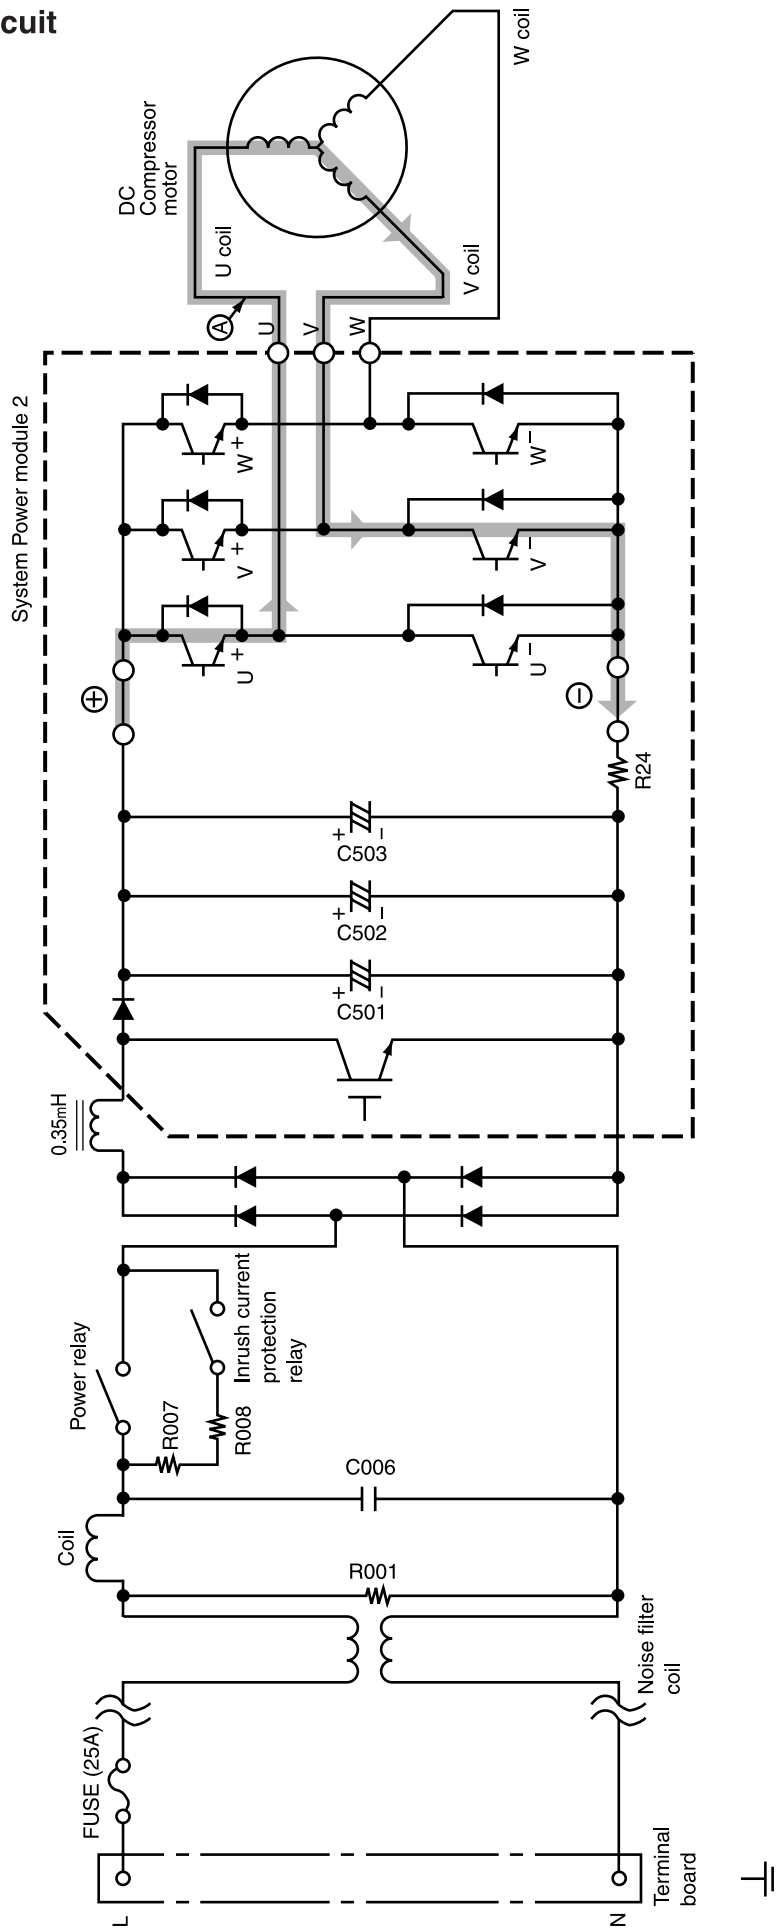 cuit
W coil
DC
Compressor
motor
U coil
V coil
A
U
V
W
System Power module 2
W +
W −
V +
V −
U +
U −
+
−
R24
+ −
C503
+ −
C502
+ −
C501
0.35mH
Power relay
Inrush current
protection
relay
R007
R008
C006
Coil
R001
Noise filter
coil
FUSE (25A)
Terminal
board
L
N